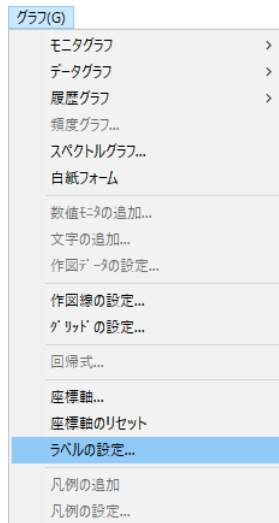 グラフ(G)
モニタグラフ
データグラフ
履歴グラフ
頻度グラフ...
スペクトルグラフ...
白紙フォーム
数値ﾓﾆﾀの追加...
文字の追加...
作図ﾃﾞｰﾀの設定...
作図線の設定...
ｸﾞﾘｯﾄﾞの設定...
回帰式...
座標軸...
座標軸のリセット
ラベルの設定...
凡例の追加
凡例の設定...